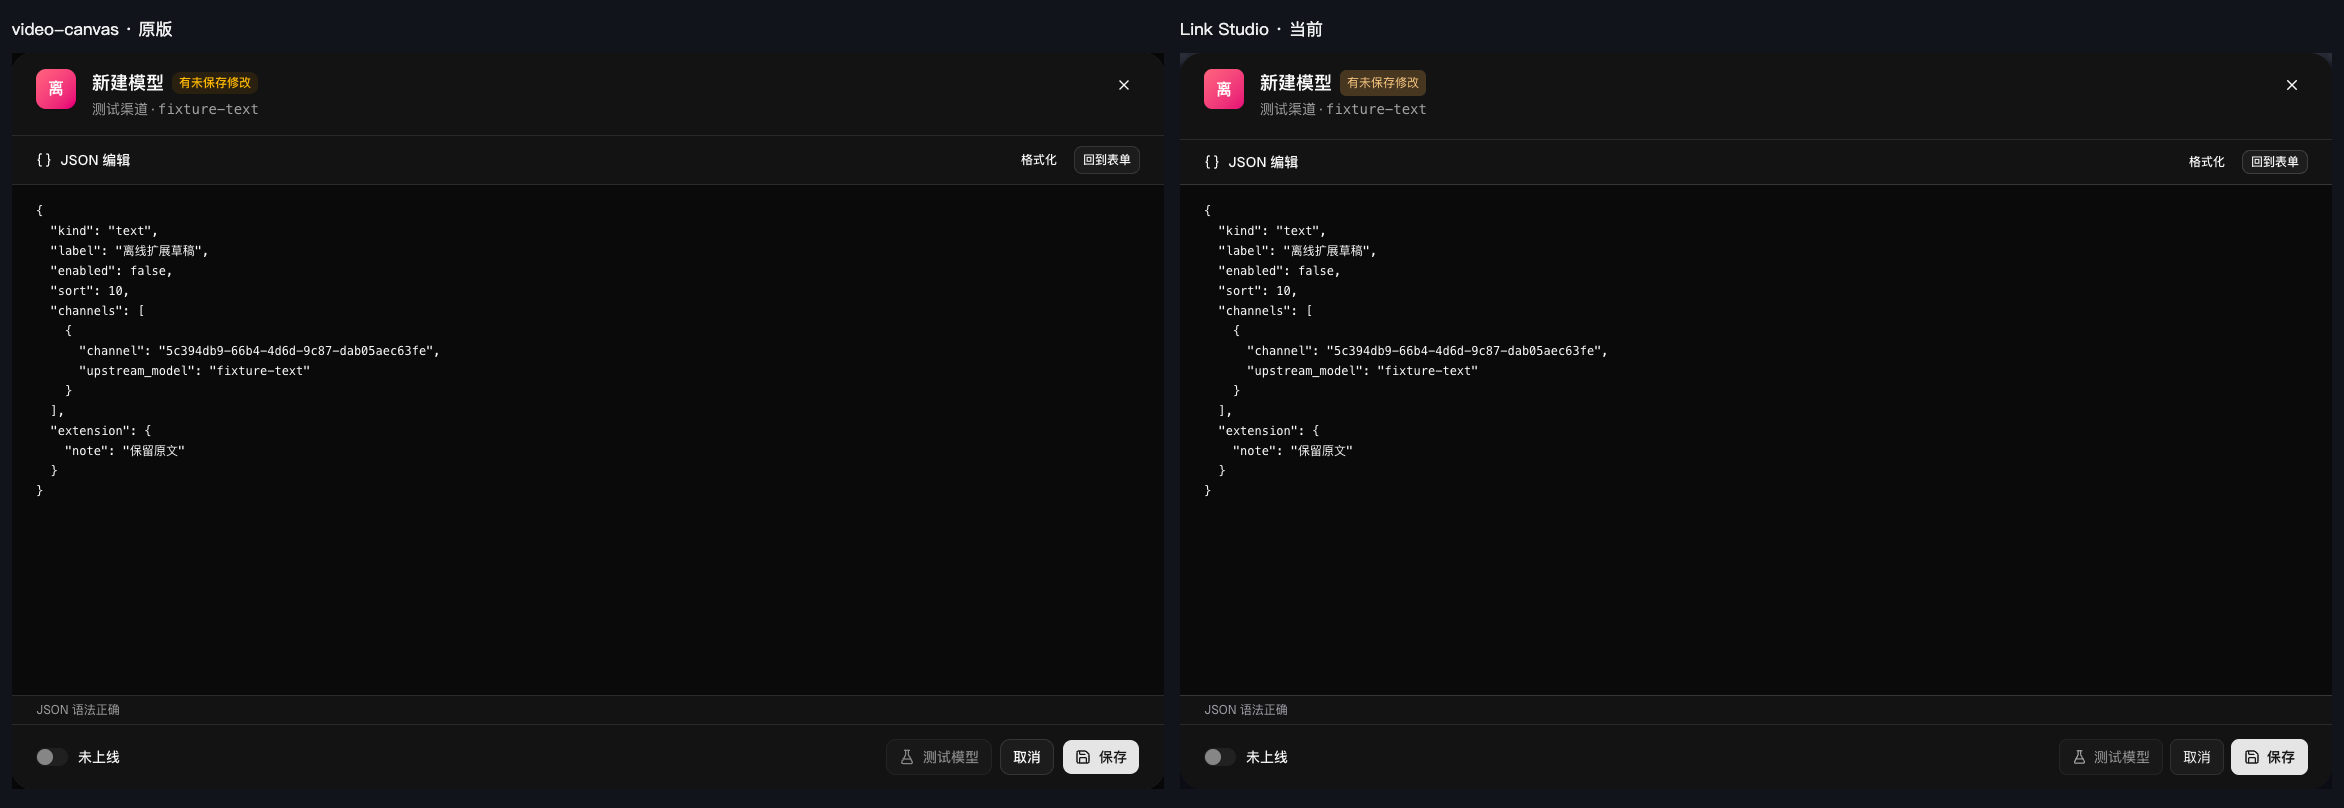 video-canvas · 原版
离
新建模型 有未保存修改
测试渠道·fixture-text
{} JSON 编辑
格式化 回到表单
{
  "kind": "text",
  "label": "离线扩展草稿",
  "enabled": false,
  "sort": 10,
  "channels": [
    {
      "channel": "5c394db9-66b4-4d6d-9c87-dab05aec63fe",
      "upstream_model": "fixture-text"
    }
  ],
  "extension": {
    "note": "保留原文"
  }
}
JSON 语法正确
未上线
测试模型 取消 保存
Link Studio · 当前
离
新建模型 有未保存修改
测试渠道·fixture-text
{} JSON 编辑
格式化 回到表单
{
  "kind": "text",
  "label": "离线扩展草稿",
  "enabled": false,
  "sort": 10,
  "channels": [
    {
      "channel": "5c394db9-66b4-4d6d-9c87-dab05aec63fe",
      "upstream_model": "fixture-text"
    }
  ],
  "extension": {
    "note": "保留原文"
  }
}
JSON 语法正确
未上线
测试模型 取消 保存